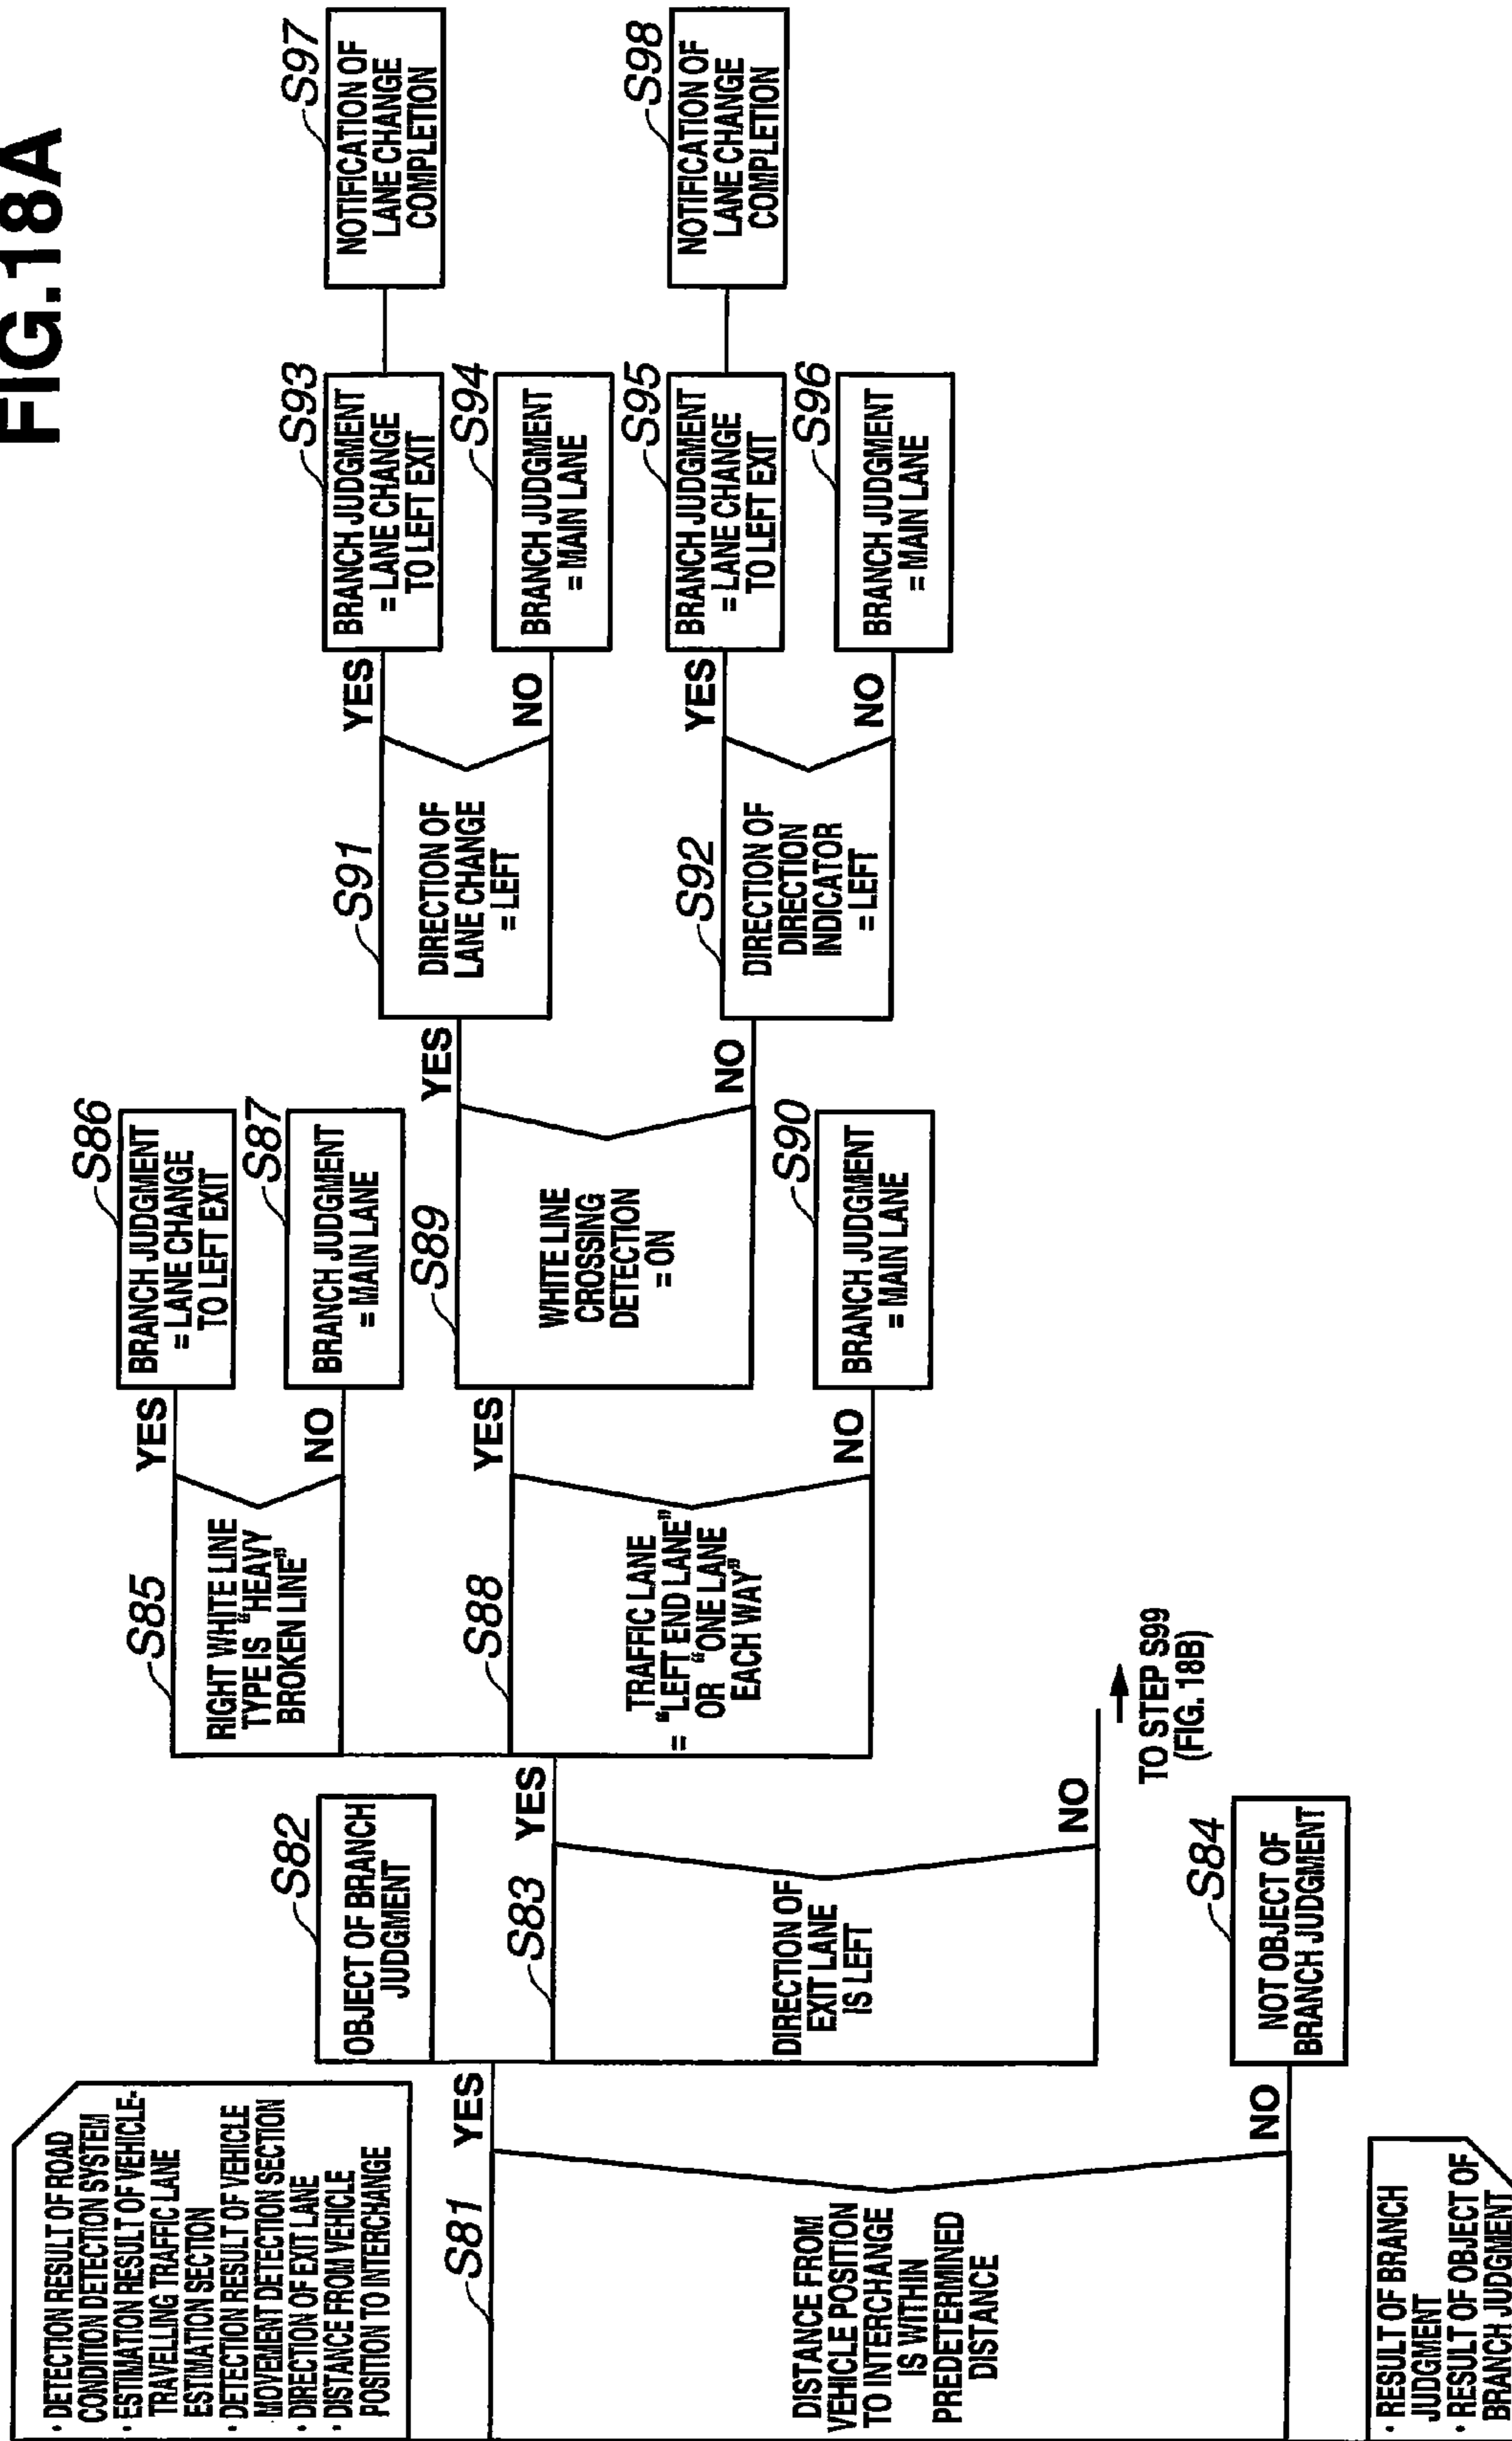 FIG.18A
· DETECTION RESULT OF ROAD
CONDITION DETECTION SYSTEM
· ESTIMATION RESULT OF VEHICLE-
TRAVELLING TRAFFIC LANE
ESTIMATION SECTION
· DETECTION RESULT OF VEHICLE
MOVEMENT DETECTION SECTION
· DIRECTION OF EXIT LANE
· DISTANCE FROM VEHICLE
POSITION TO INTERCHANGE
S81
DISTANCE FROM
VEHICLE POSITION
TO INTERCHANGE
IS WITHIN
PREDETERMINED
DISTANCE
YES
NO
· RESULT OF BRANCH
JUDGMENT
· RESULT OF OBJECT OF
BRANCH JUDGMENT
S82
OBJECT OF BRANCH
JUDGMENT
S83
DIRECTION OF
EXIT LANE
IS LEFT
YES
NO
TO STEP S99
(FIG. 18B)
S84
NOT OBJECT OF
BRANCH JUDGMENT
S85
RIGHT WHITE LINE
TYPE IS "HEAVY
BROKEN LINE"
YES
NO
S88
TRAFFIC LANE
= "LEFT END LANE"
OR "ONE LANE
EACH WAY"
YES
NO
S86
BRANCH JUDGMENT
= LANE CHANGE
TO LEFT EXIT
S87
BRANCH JUDGMENT
= MAIN LANE
S89
WHITE LINE
CROSSING
DETECTION
= ON
YES
NO
S90
BRANCH JUDGMENT
= MAIN LANE
S91
DIRECTION OF
LANE CHANGE
= LEFT
YES
NO
S92
DIRECTION OF
DIRECTION
INDICATOR
= LEFT
YES
NO
S93
BRANCH JUDGMENT
= LANE CHANGE
TO LEFT EXIT
S94
BRANCH JUDGMENT
= MAIN LANE
S95
BRANCH JUDGMENT
= LANE CHANGE
TO LEFT EXIT
S96
BRANCH JUDGMENT
= MAIN LANE
S97
NOTIFICATION OF
LANE CHANGE
COMPLETION
S98
NOTIFICATION OF
LANE CHANGE
COMPLETION